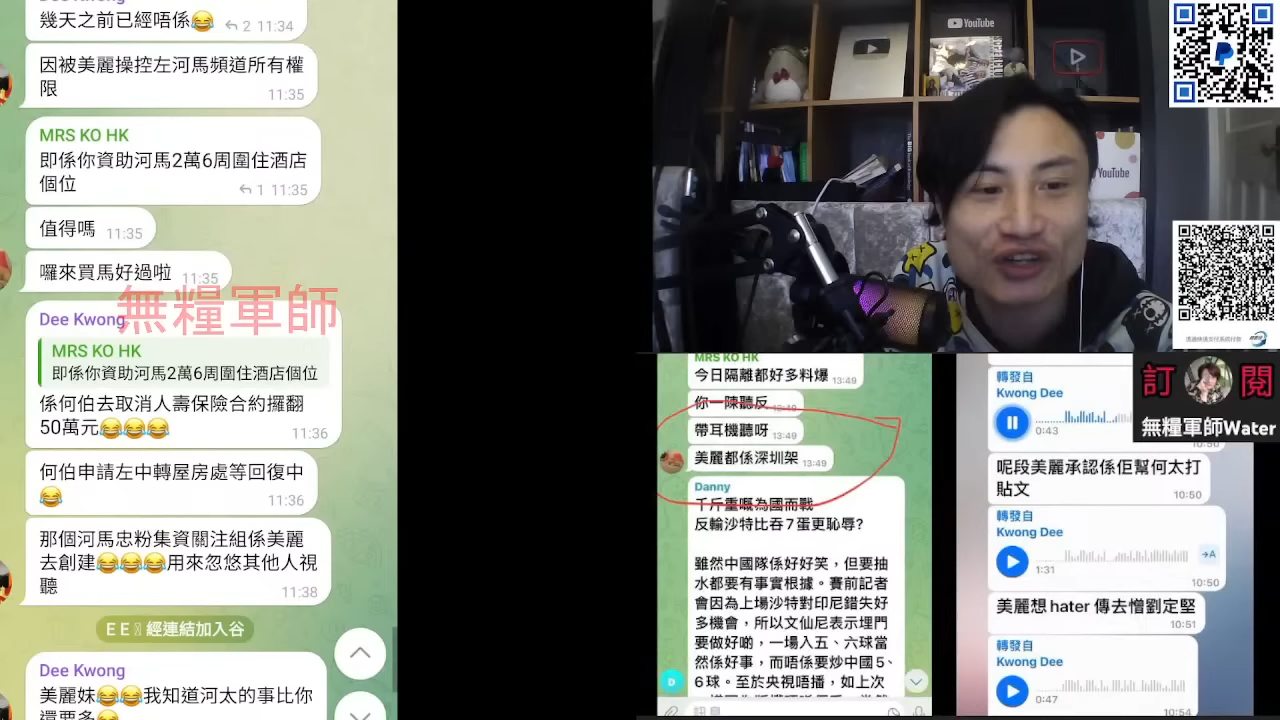 幾天之前已經唔係😂 2 11:34
因被美麗操控左河馬頻道所有權
限 11:35
MRS KO HK
即係你資助河馬2萬6周圍住酒店
個位 1 11:35
值得嗎 11:35
囉來買馬好過啦 11:35
無糧軍師
Dee Kwong
MRS KO HK
即係你資助河馬2萬6周圍住酒店個位
係何伯去取消人壽保險合約攞翻
50萬元😂😂😂 11:36
何伯申請左中轉屋房處等回復中
😂 11:36
那個河馬忠粉集資關注組係美麗
去創建😂😂😂用來忽悠其他人視
聽 11:38
經連結加入谷
Dee Kwong
美麗妹😂😂我知道河太的事比你
還要多😂
YouTube
YouTube
MRS KO HK
今日隔離都好多料爆 13:49
你一陳聽反 13:49
帶耳機聽呀 13:49
美麗都係深圳架 13:49
Danny
千斤重嘅為國而戰
反輸沙特比吞7蛋更恥辱?
雖然中國隊係好好笑，但要抽
水都要有事實根據。賽前記者
會因為上場沙特對印尼錯失好
多機會，所以文仙尼表示埋門
要做好啲，一場入五、六球當
然係好事，而唔係要炒中國5、
6球。至於央視唔播，如上次
D
轉發自
Kwong Dee
0:43
10:50
呢段美麗承認係佢幫何太打
貼文 10:50
轉發自
Kwong Dee
1:31
→A
10:50
美麗想hater 傳去憎劉定堅
10:51
轉發自
Kwong Dee
0:47
10:54
訂 閱
無糧軍師Water